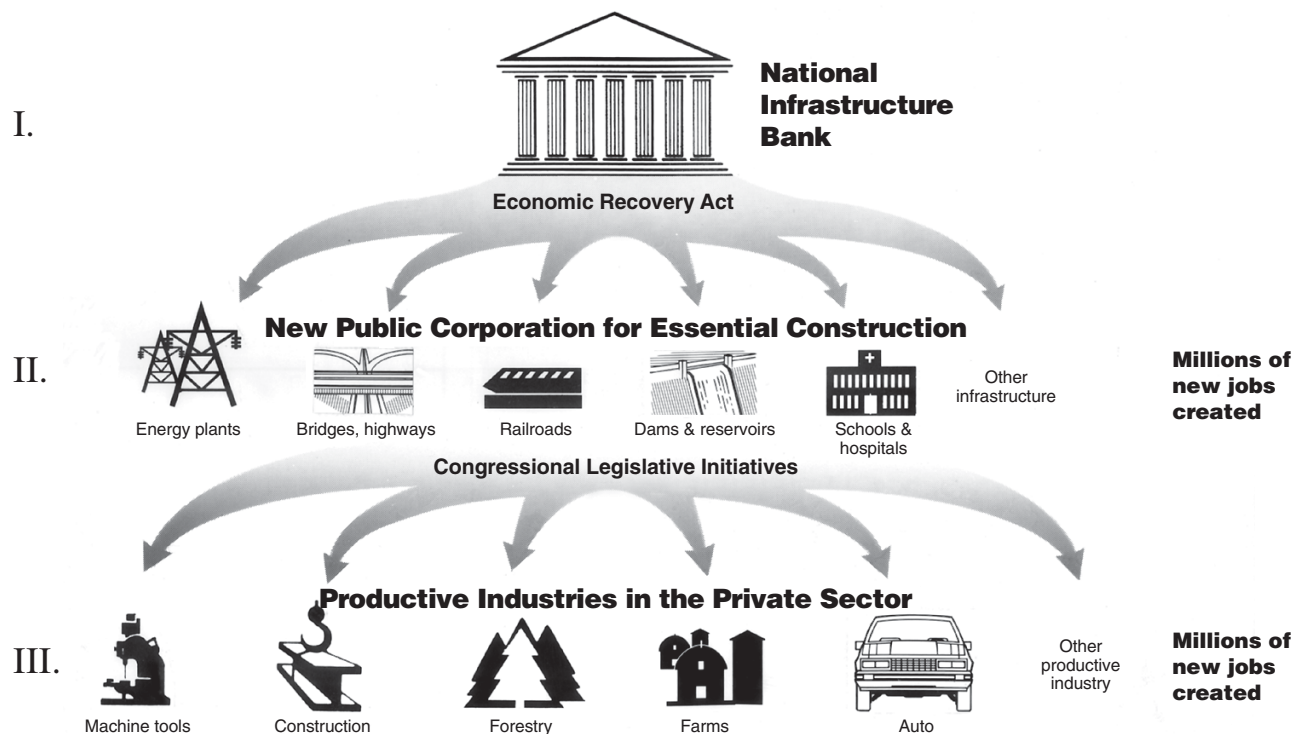 I.
National
Infrastructure
Bank
Economic Recovery Act
New Public Corporation for Essential Construction
II.
Energy plants
Bridges, highways
Railroads
Dams & reservoirs
Schools &
hospitals
Other
infrastructure
Millions of
new jobs
created
Congressional Legislative Initiatives
Productive Industries in the Private Sector
III.
Machine tools
Construction
Forestry
Farms
Auto
Other
productive
industry
Millions of
new jobs
created